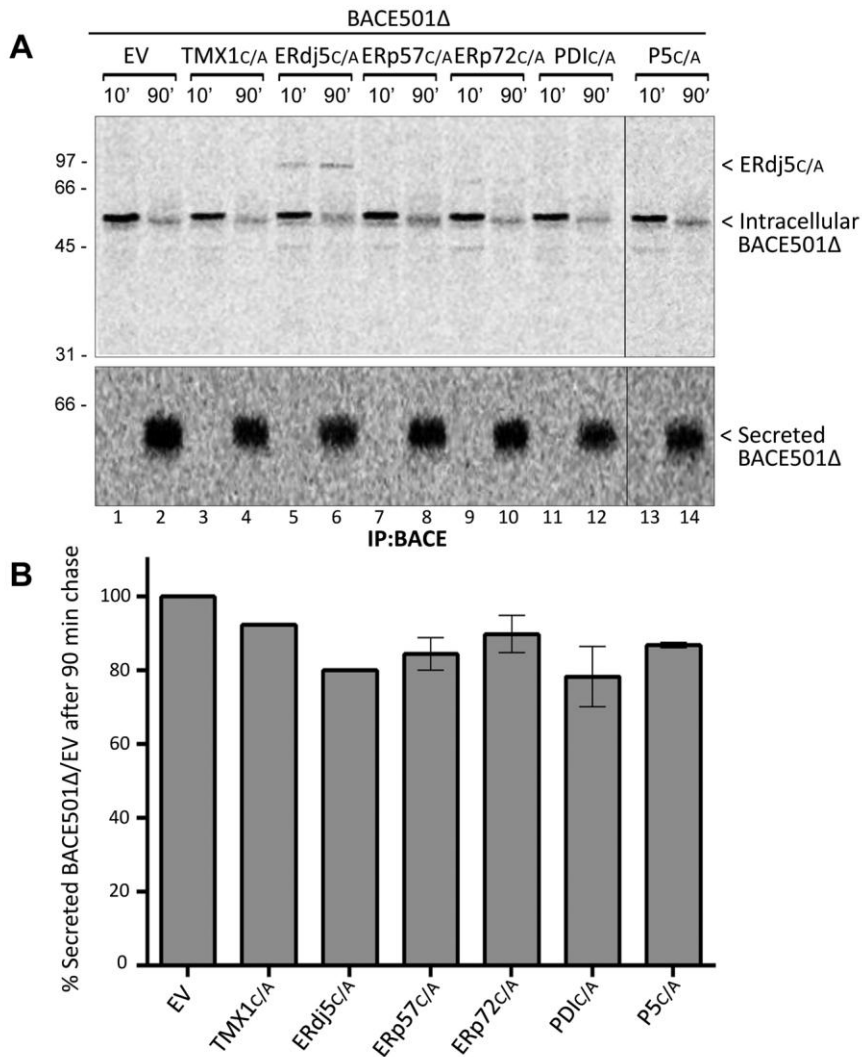 BACE501Δ
A
EV TMX1C/A ERdj5C/A ERp57C/A ERp72C/A PDIC/A P5C/A
10' 90' 10' 90' 10' 90' 10' 90' 10' 90' 10' 90' 10' 90'
97 -
< ERdj5C/A
66 -
< Intracellular
BACE501Δ
45 -
31 -
66 -
< Secreted
BACE501Δ
1 2 3 4 5 6 7 8 9 10 11 12 13 14
IP:BACE
B
% Secreted BACE501Δ/EV after 90 min chase
100
80
60
40
20
0
EV
TMX1C/A
ERdj5C/A
ERp57C/A
ERp72C/A
PDIC/A
P5C/A